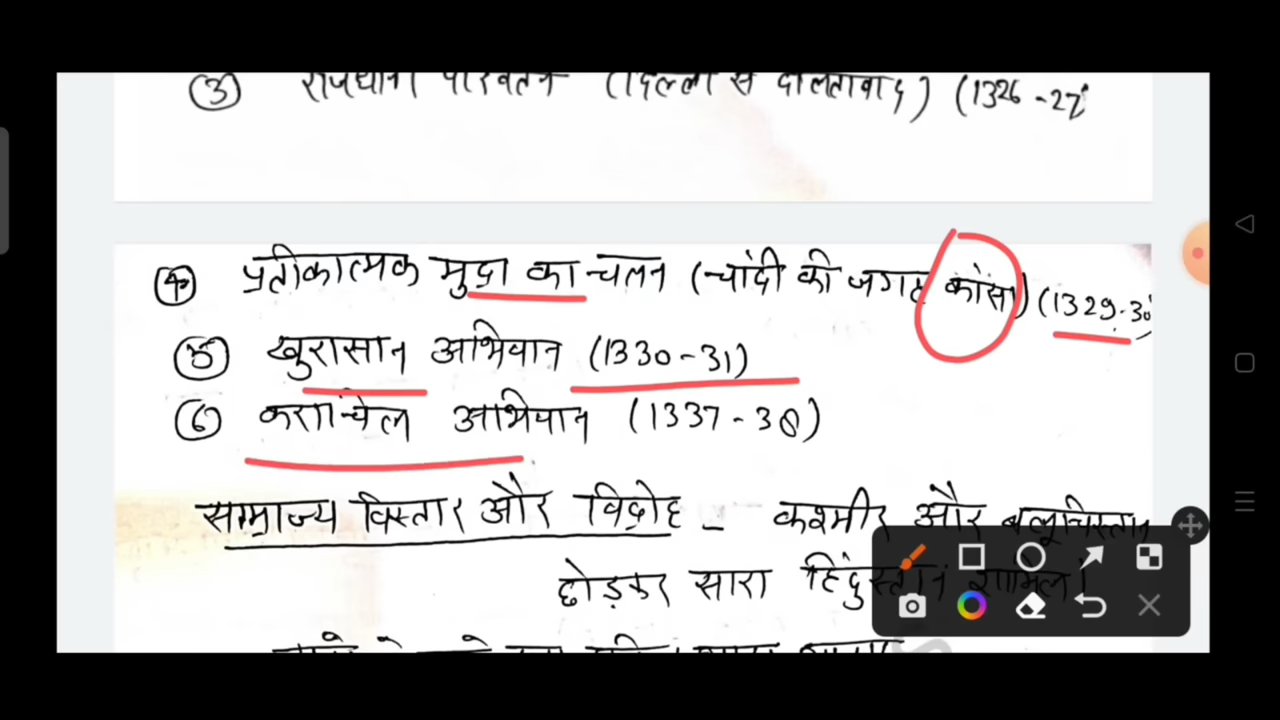 ③ राजधानी परिवर्तन (दिल्ली से दौलताबाद) (1326-27
④ प्रतीकात्मक मुद्रा का चलन (चांदी की जगह काँसा) (1329-30)
⑤ खुरासान अभियान (1330-31)
⑥ कराचिल अभियान (1337-38)
साम्राज्य विस्तार और विद्रोह - कश्मीर और बलूचिस्तान
छोड़कर सारा हिंदुस्तान शामिल।